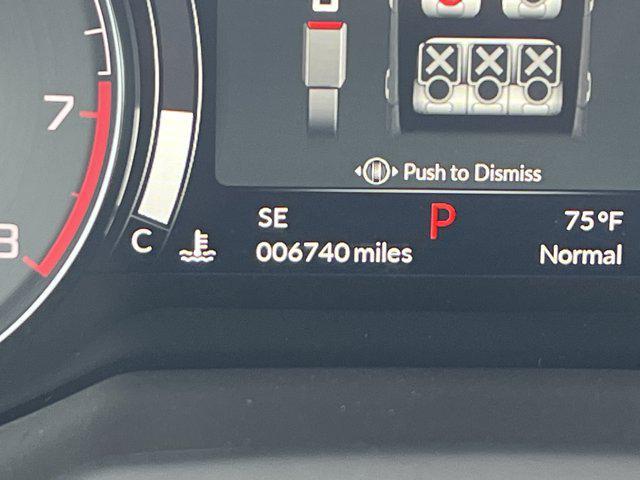 7
8
Push to Dismiss
C
SE
P
75°F
006740 miles
Normal